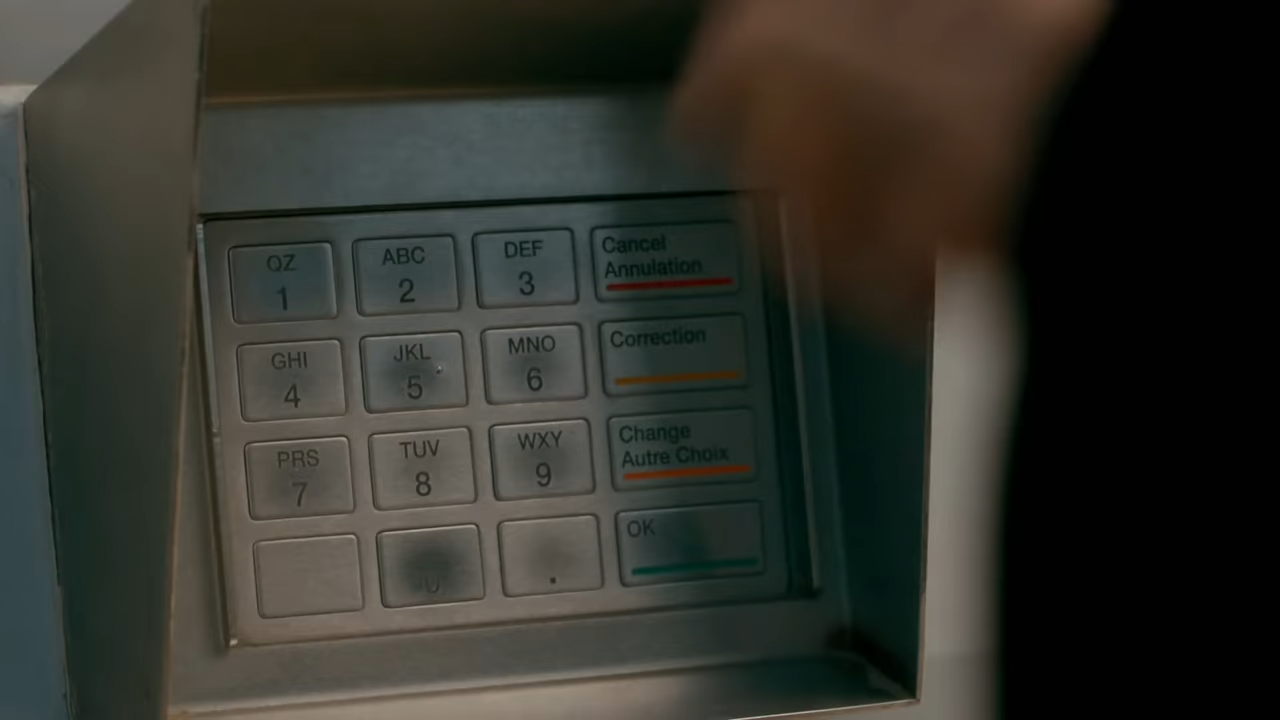 QZ
1
ABC
2
DEF
3
Cancel
Annulation
GHI
4
JKL
5
MNO
6
Correction
PRS
7
TUV
8
WXY
9
Change
Autre Choix
0
.
OK